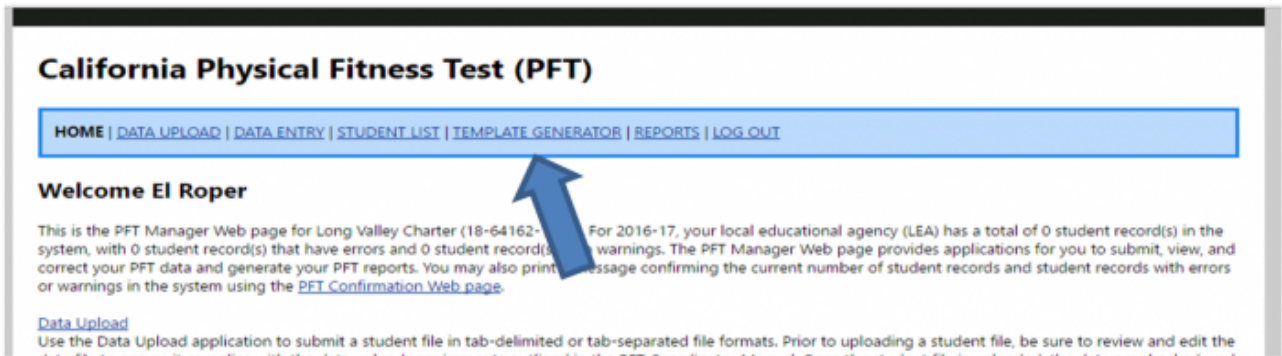 California Physical Fitness Test (PFT)
HOME | DATA UPLOAD | DATA ENTRY | STUDENT LIST | TEMPLATE GENERATOR | REPORTS | LOG OUT
Welcome El Roper
This is the PFT Manager Web page for Long Valley Charter (18-64162- For 2016-17, your local educational agency (LEA) has a total of 0 student record(s) in the
system, with 0 student record(s) that have errors and 0 student record(s warnings. The PFT Manager Web page provides applications for you to submit, view, and
correct your PFT data and generate your PFT reports. You may also print essage confirming the current number of student records and student records with errors
or warnings in the system using the PFT Confirmation Web page.
Data Upload
Use the Data Upload application to submit a student file in tab-delimited or tab-separated file formats. Prior to uploading a student file, be sure to review and edit the